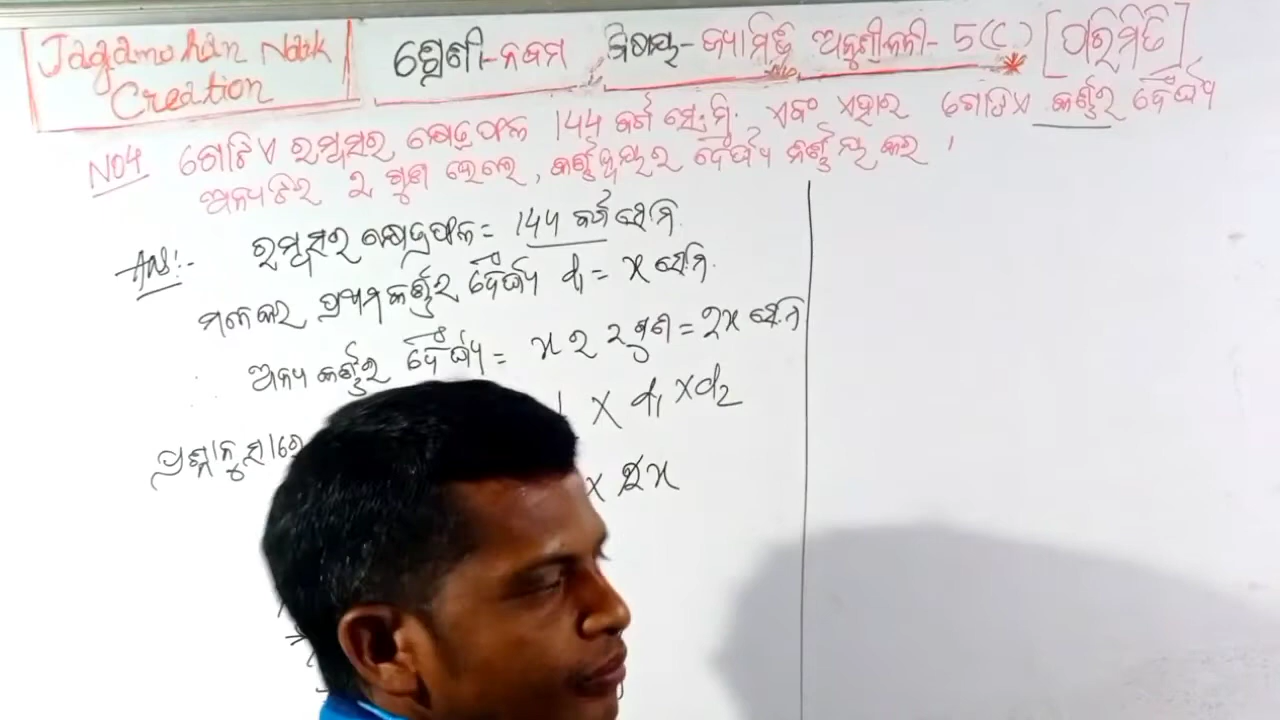 Jagamohan Naik
Creation
ଶ୍ରେଣୀ-ନବମ ବିଷୟ-ଜ୍ୟାମିତି ଅନୁଶୀଳନୀ-5(C) [ପରିମିତି]
NO4 ଗୋଟିଏ ରମ୍ବସର କ୍ଷେତ୍ରଫଳ 144 ବର୍ଗ ସେ.ମି. ଏବଂ ଏହାର ଗୋଟିଏ କର୍ଣ୍ଣର ଦୈର୍ଘ୍ୟ
ଅନ୍ୟଟିର ୨ ଗୁଣ ହେଲେ, କର୍ଣ୍ଣଦ୍ୱୟର ଦୈର୍ଘ୍ୟ ନିର୍ଣ୍ଣୟ କର ।
Ans:- ରମ୍ବସର କ୍ଷେତ୍ରଫଳ = 144 ବର୍ଗ ସେ.ମି.
ମନେକର ପ୍ରଥମ କର୍ଣ୍ଣର ଦୈର୍ଘ୍ୟ d₁ = x ସେ.ମି.
ଅନ୍ୟ କର୍ଣ୍ଣର ଦୈର୍ଘ୍ୟ = x ର ୨ ଗୁଣ = 2x ସେ.ମି
ପ୍ରଶ୍ନାନୁସାରେ
× d₁ × d₂
× 2x